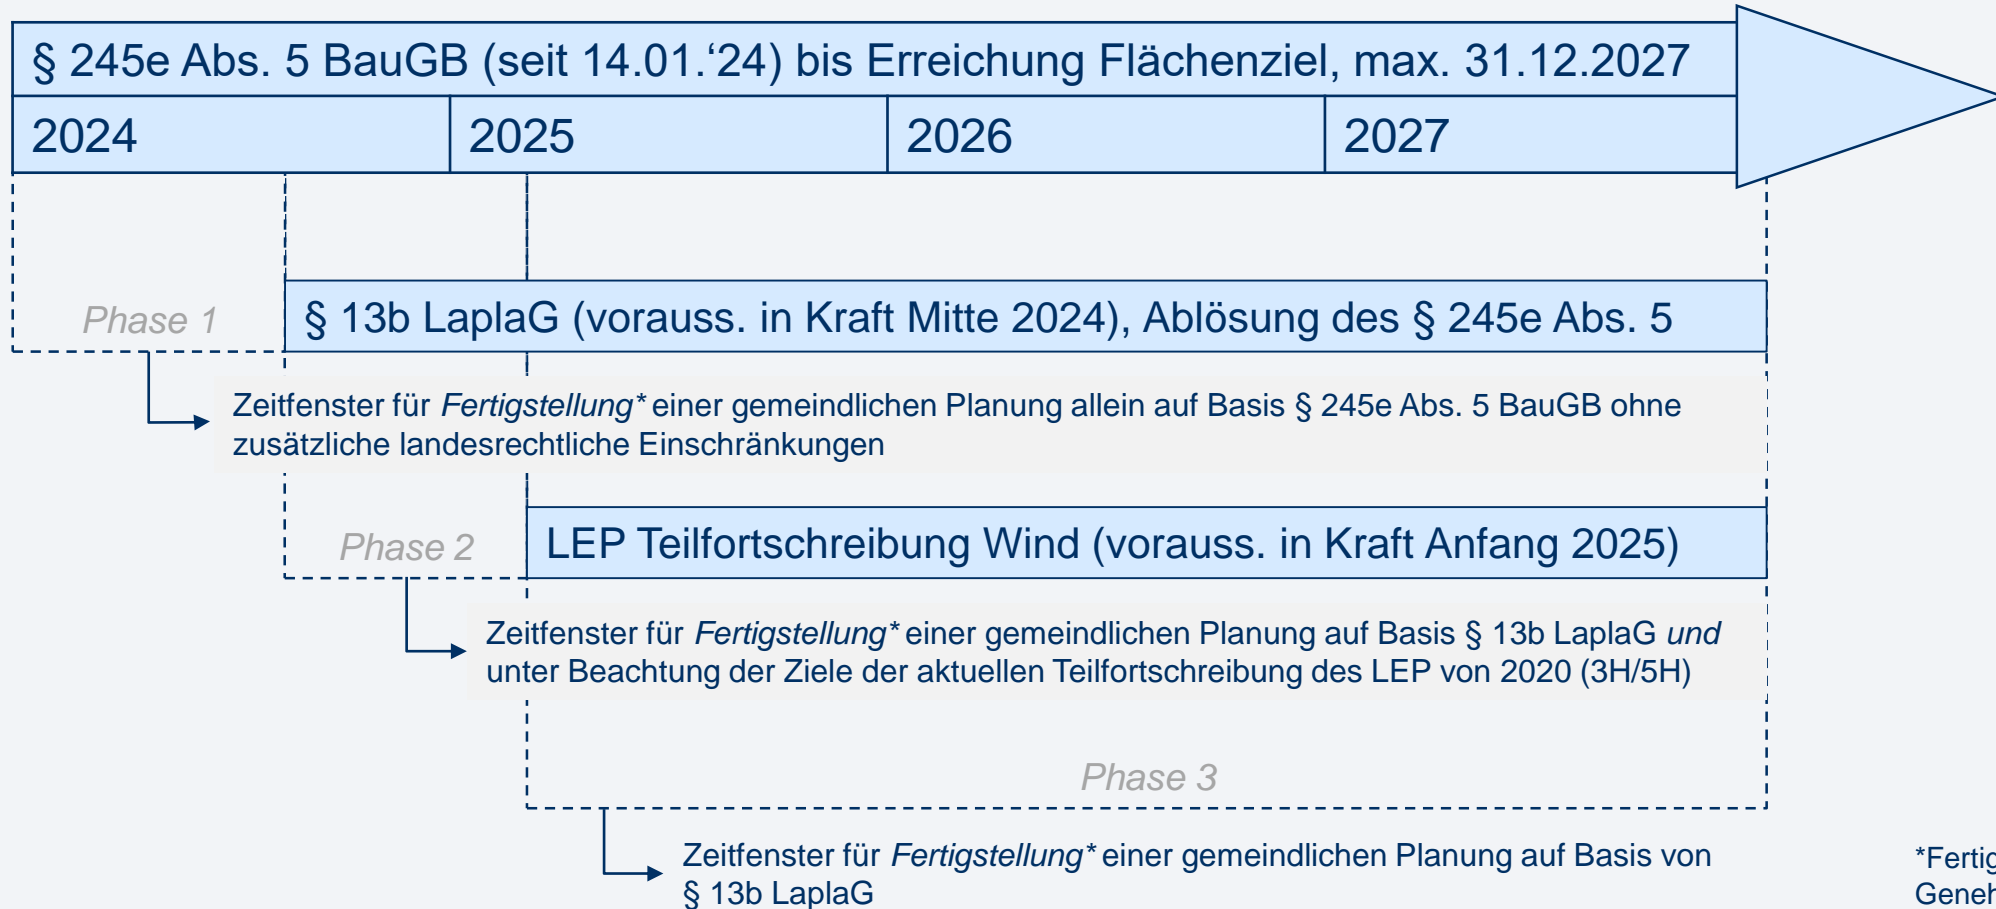 § 245e Abs. 5 BauGB (seit 14.01.‘24) bis Erreichung Flächenziel, max. 31.12.2027
2024 2025 2026 2027
Phase 1
§ 13b LaplaG (vorauss. in Kraft Mitte 2024), Ablösung des § 245e Abs. 5
Zeitfenster für Fertigstellung* einer gemeindlichen Planung allein auf Basis § 245e Abs. 5 BauGB ohne
zusätzliche landesrechtliche Einschränkungen
Phase 2
LEP Teilfortschreibung Wind (vorauss. in Kraft Anfang 2025)
Zeitfenster für Fertigstellung* einer gemeindlichen Planung auf Basis § 13b LaplaG und
unter Beachtung der Ziele der aktuellen Teilfortschreibung des LEP von 2020 (3H/5H)
Phase 3
Zeitfenster für Fertigstellung* einer gemeindlichen Planung auf Basis von
§ 13b LaplaG